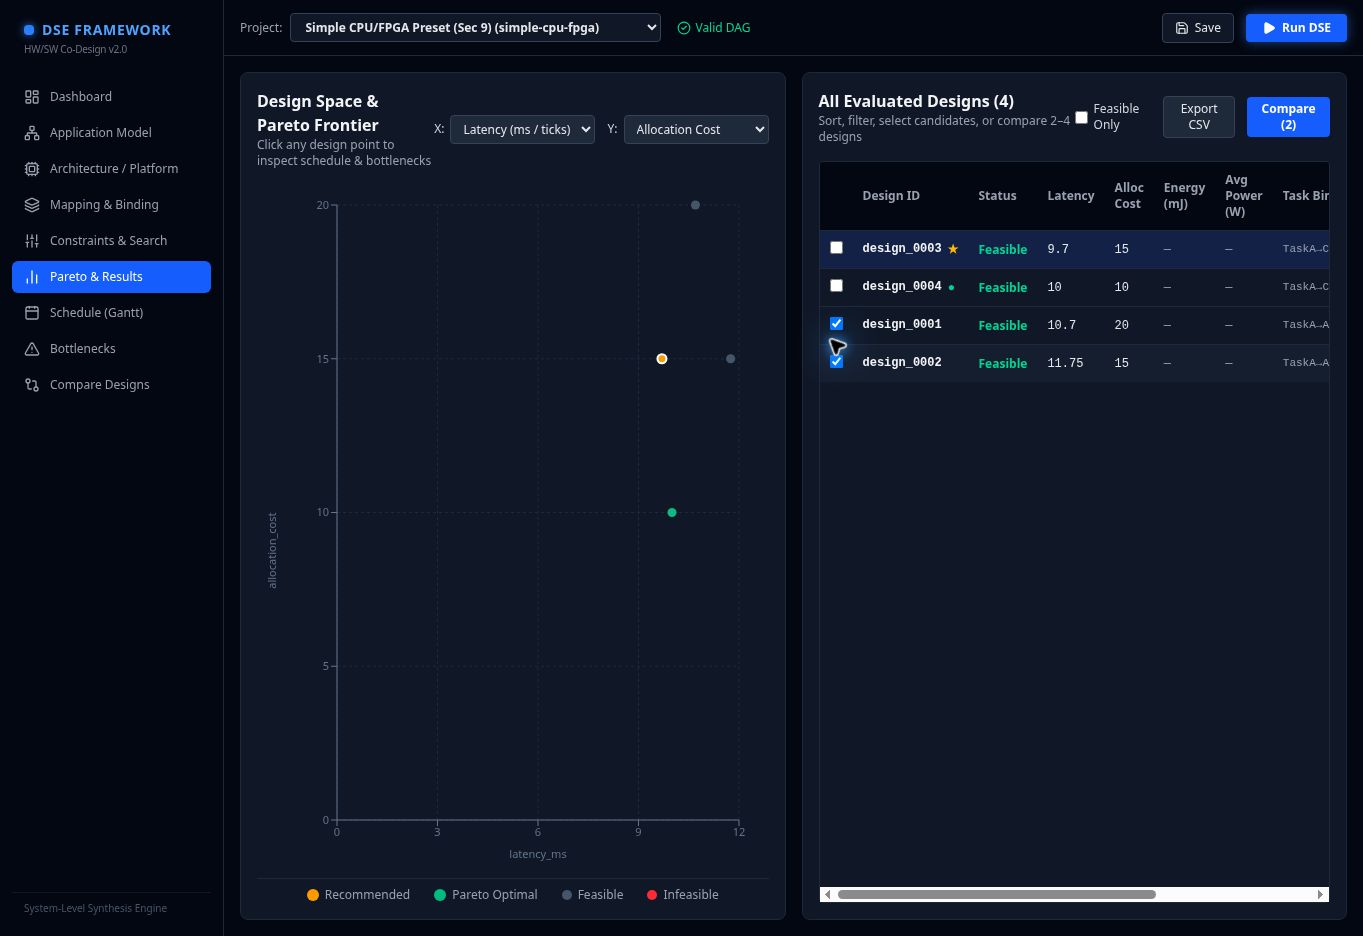 DSE FRAMEWORK
HW/SW Co-Design v2.0
Dashboard
Application Model
Architecture / Platform
Mapping & Binding
Constraints & Search
Pareto & Results
Schedule (Gantt)
Bottlenecks
Compare Designs
System-Level Synthesis Engine
Project: Simple CPU/FPGA Preset (Sec 9) (simple-cpu-fpga) Valid DAG Save Run DSE
Design Space &
Pareto Frontier
Click any design point to
inspect schedule & bottlenecks
X: Latency (ms / ticks) Y: Allocation Cost
20
15
10
5
0
allocation_cost
0 3 6 9 12
latency_ms
Recommended Pareto Optimal Feasible Infeasible
All Evaluated Designs (4)
Sort, filter, select candidates, or compare 2–4
designs
Feasible
Only
Export
CSV
Compare
(2)
Design ID Status Latency Alloc Cost Energy (mJ) Avg Power (W) Task Bir
design_0003 ★ Feasible 9.7 15 — — TaskA→C
design_0004 ● Feasible 10 10 — — TaskA→C
design_0001 Feasible 10.7 20 — — TaskA→A
design_0002 Feasible 11.75 15 — — TaskA→A